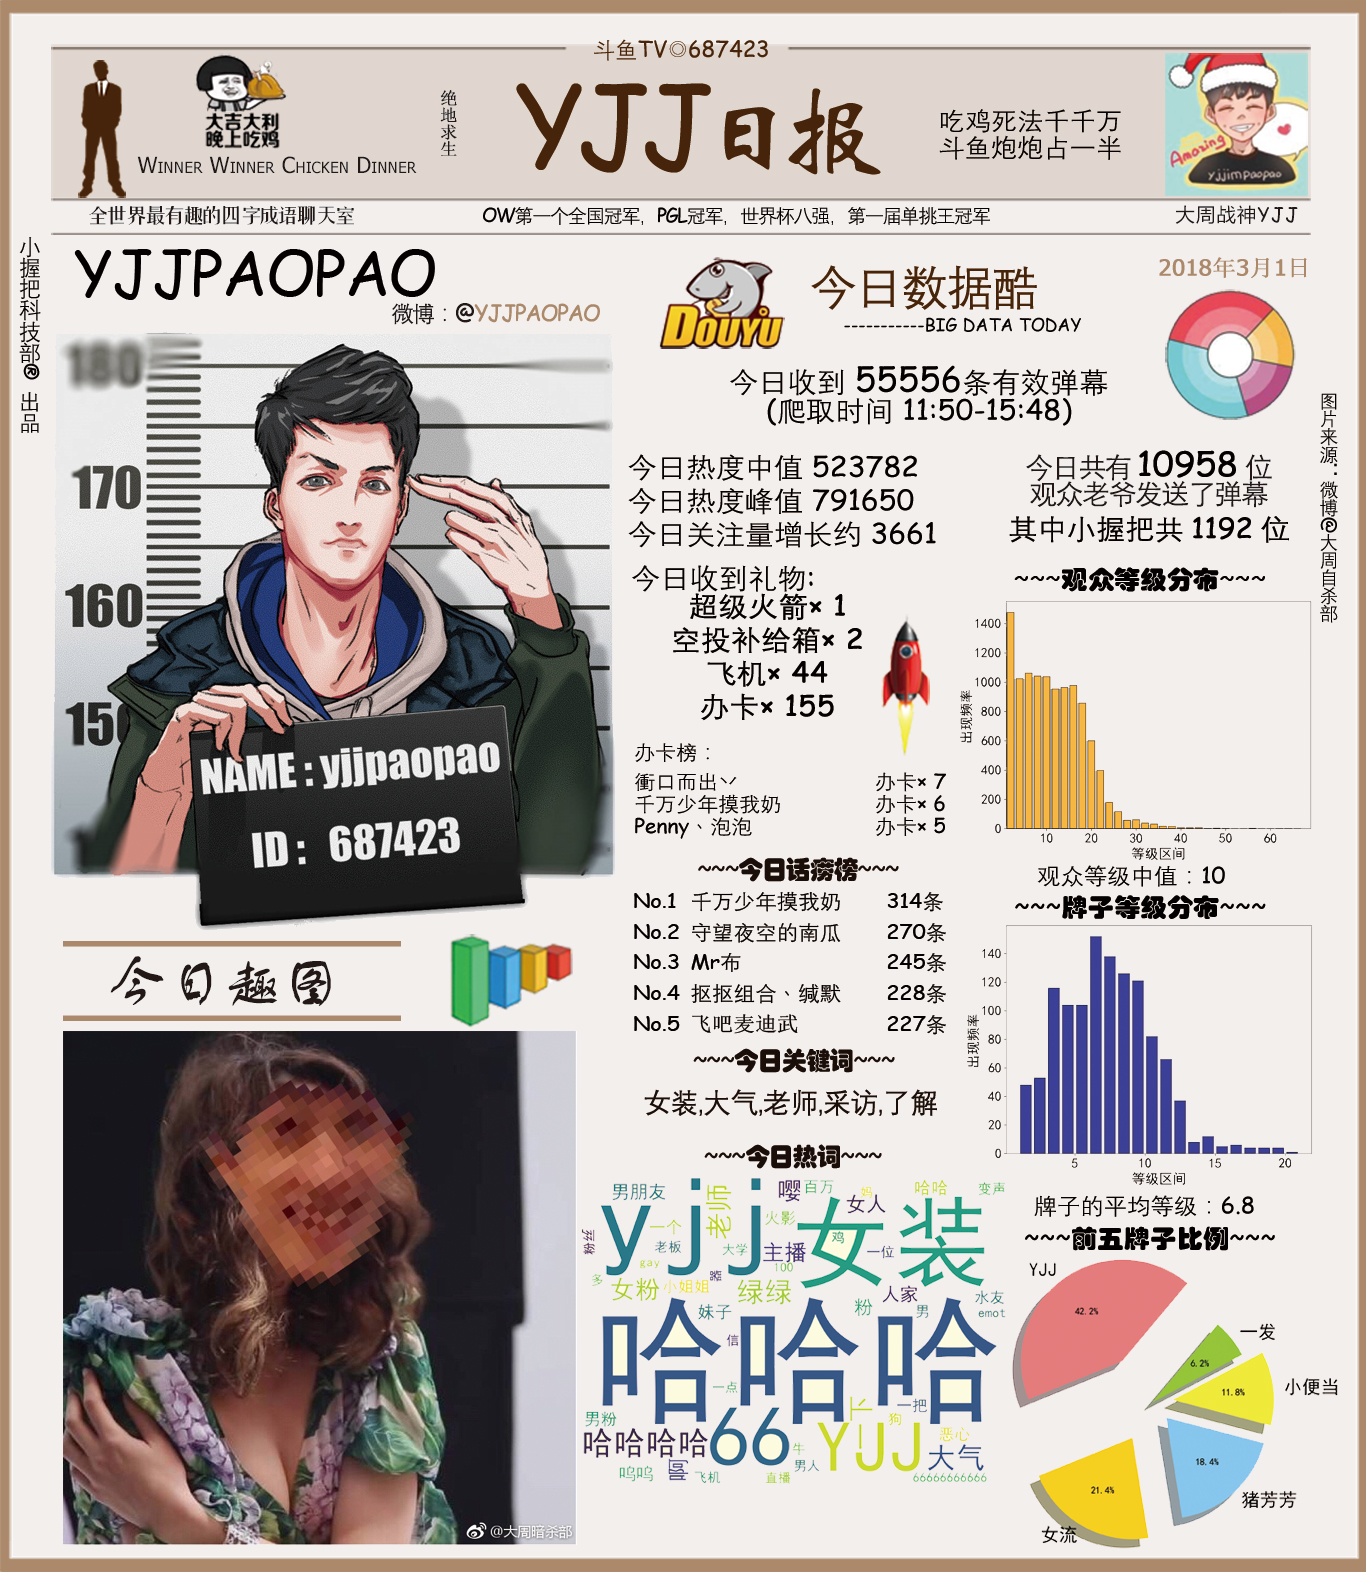 斗鱼TV◎687423
大吉大利
晚上吃鸡
WINNER WINNER CHICKEN DINNER
绝地求生
YJJ日报
吃鸡死法千千万
斗鱼炮炮占一半
Amazing
yjjimpaopao
全世界最有趣的四字成语聊天室
OW第一个全国冠军, PGL冠军, 世界杯八强, 第一届单挑王冠军
大周战神YJJ
小握把科技部® 出品
YJJPAOPAO
微博：@YJJPAOPAO
180
170
160
150
NAME : yjjpaopao
ID : 687423
DOUYU
今日数据酷
-----------BIG DATA TODAY
2018年3月1日
今日收到 55556条有效弹幕
(爬取时间 11:50-15:48)
图片来源：微博@大周自杀部
今日热度中值 523782
今日热度峰值 791650
今日关注量增长约 3661
今日共有 10958 位
观众老爷发送了弹幕
其中小握把共 1192 位
今日收到礼物:
超级火箭× 1
空投补给箱× 2
飞机× 44
办卡× 155
办卡榜：
衝口而出丷 办卡× 7
千万少年摸我奶 办卡× 6
Penny、泡泡 办卡× 5
~~~今日话痨榜~~~
No.1 千万少年摸我奶 314条
No.2 守望夜空的南瓜 270条
No.3 Mr布 245条
No.4 抠抠组合、缄默 228条
No.5 飞吧麦迪武 227条
~~~今日关键词~~~
女装,大气,老师,采访,了解
~~~今日热词~~~
男朋友
yjj
老师
嘤
百万
妈
女人
哈哈
变声
粉丝
一个
老板
大学
火影
主播
女装
鸡
一位
gay
100
多
女粉
小姐姐
绿绿
粉
人家
男
水友
emot
妹子
信
哈哈哈
一点
男粉
哈哈哈哈
66
牛
男人
YJJ
狗
一把
恶心
大气
呜呜
飞机
直播
66666666666
~~~观众等级分布~~~
出现频率
1400
1200
1000
800
600
400
200
0
10 20 30 40 50 60
等级区间
观众等级中值：10
~~~牌子等级分布~~~
出现频率
140
120
100
80
60
40
20
0
5 10 15 20
等级区间
牌子的平均等级：6.8
~~~前五牌子比例~~~
YJJ
42.2%
一发
6.2%
小便当
11.8%
猪芳芳
18.4%
女流
21.4%
今日趣图
@大周暗杀部